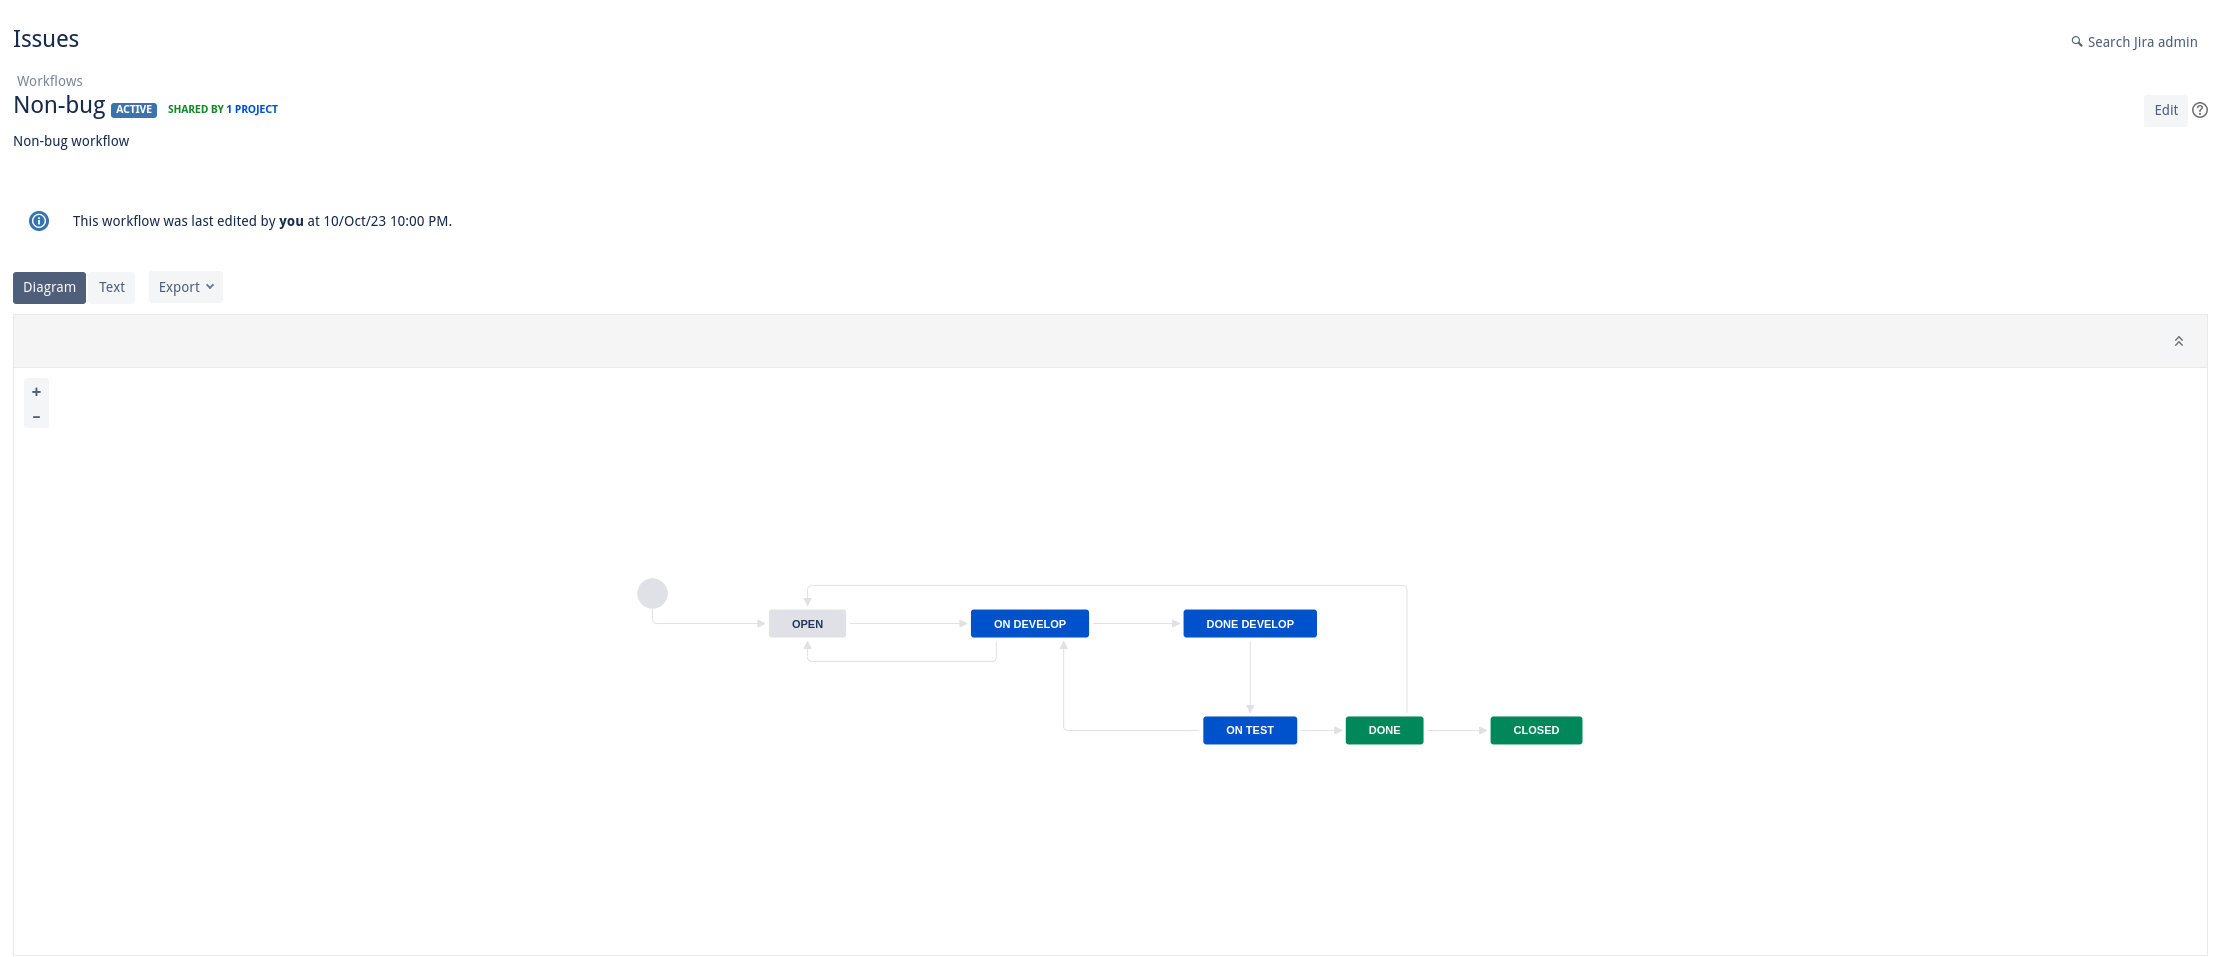 Issues
Search Jira admin
Workflows
Non-bug ACTIVE SHARED BY 1 PROJECT
Edit
Non-bug workflow
This workflow was last edited by you at 10/Oct/23 10:00 PM.
Diagram Text Export
+
-
OPEN ON DEVELOP DONE DEVELOP
ON TEST DONE CLOSED